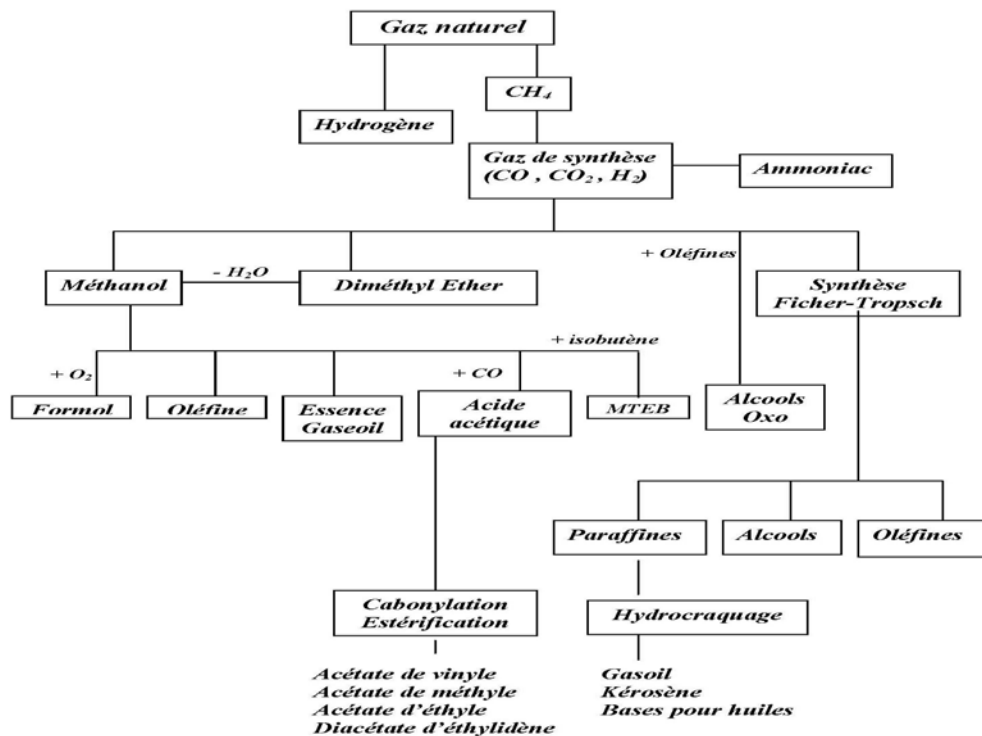 Gaz naturel
CH₄
Hydrogène
Gaz de synthèse
(CO , CO₂ , H₂)
Ammoniac
+ Oléfines
- H₂O
Méthanol
Diméthyl Ether
Synthèse
Ficher-Tropsch
+ isobutène
+ O₂
+ CO
Formol
Oléfine
Essence
Gaseoil
Acide
acétique
MTEB
Alcools
Oxo
Paraffines
Alcools
Oléfines
Cabonylation
Estérification
Hydrocraquage
Acétate de vinyle
Acétate de méthyle
Acétate d'éthyle
Diacétate d'éthylidène
Gasoil
Kérosène
Bases pour huiles